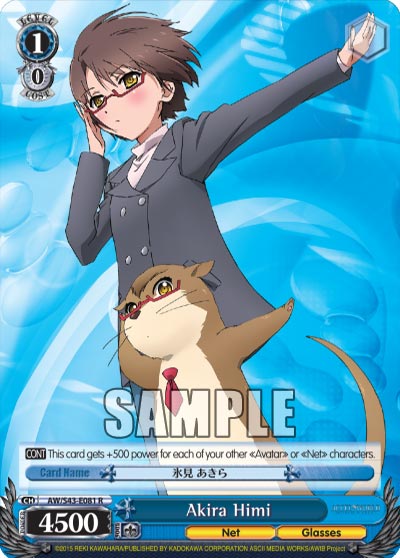 LEVEL
1
0
COST
SAMPLE
CONT This card gets +500 power for each of your other «Avatar» or «Net» characters.
Card Name 氷見 あきら
CH AW/S43-E081 R
4500
Akira Himi
Net Glasses
©2015 REKI KAWAHARA/PUBLISHED BY KADOKAWA CORPORATION ASCII MEDIA WORKS/AWIB Project